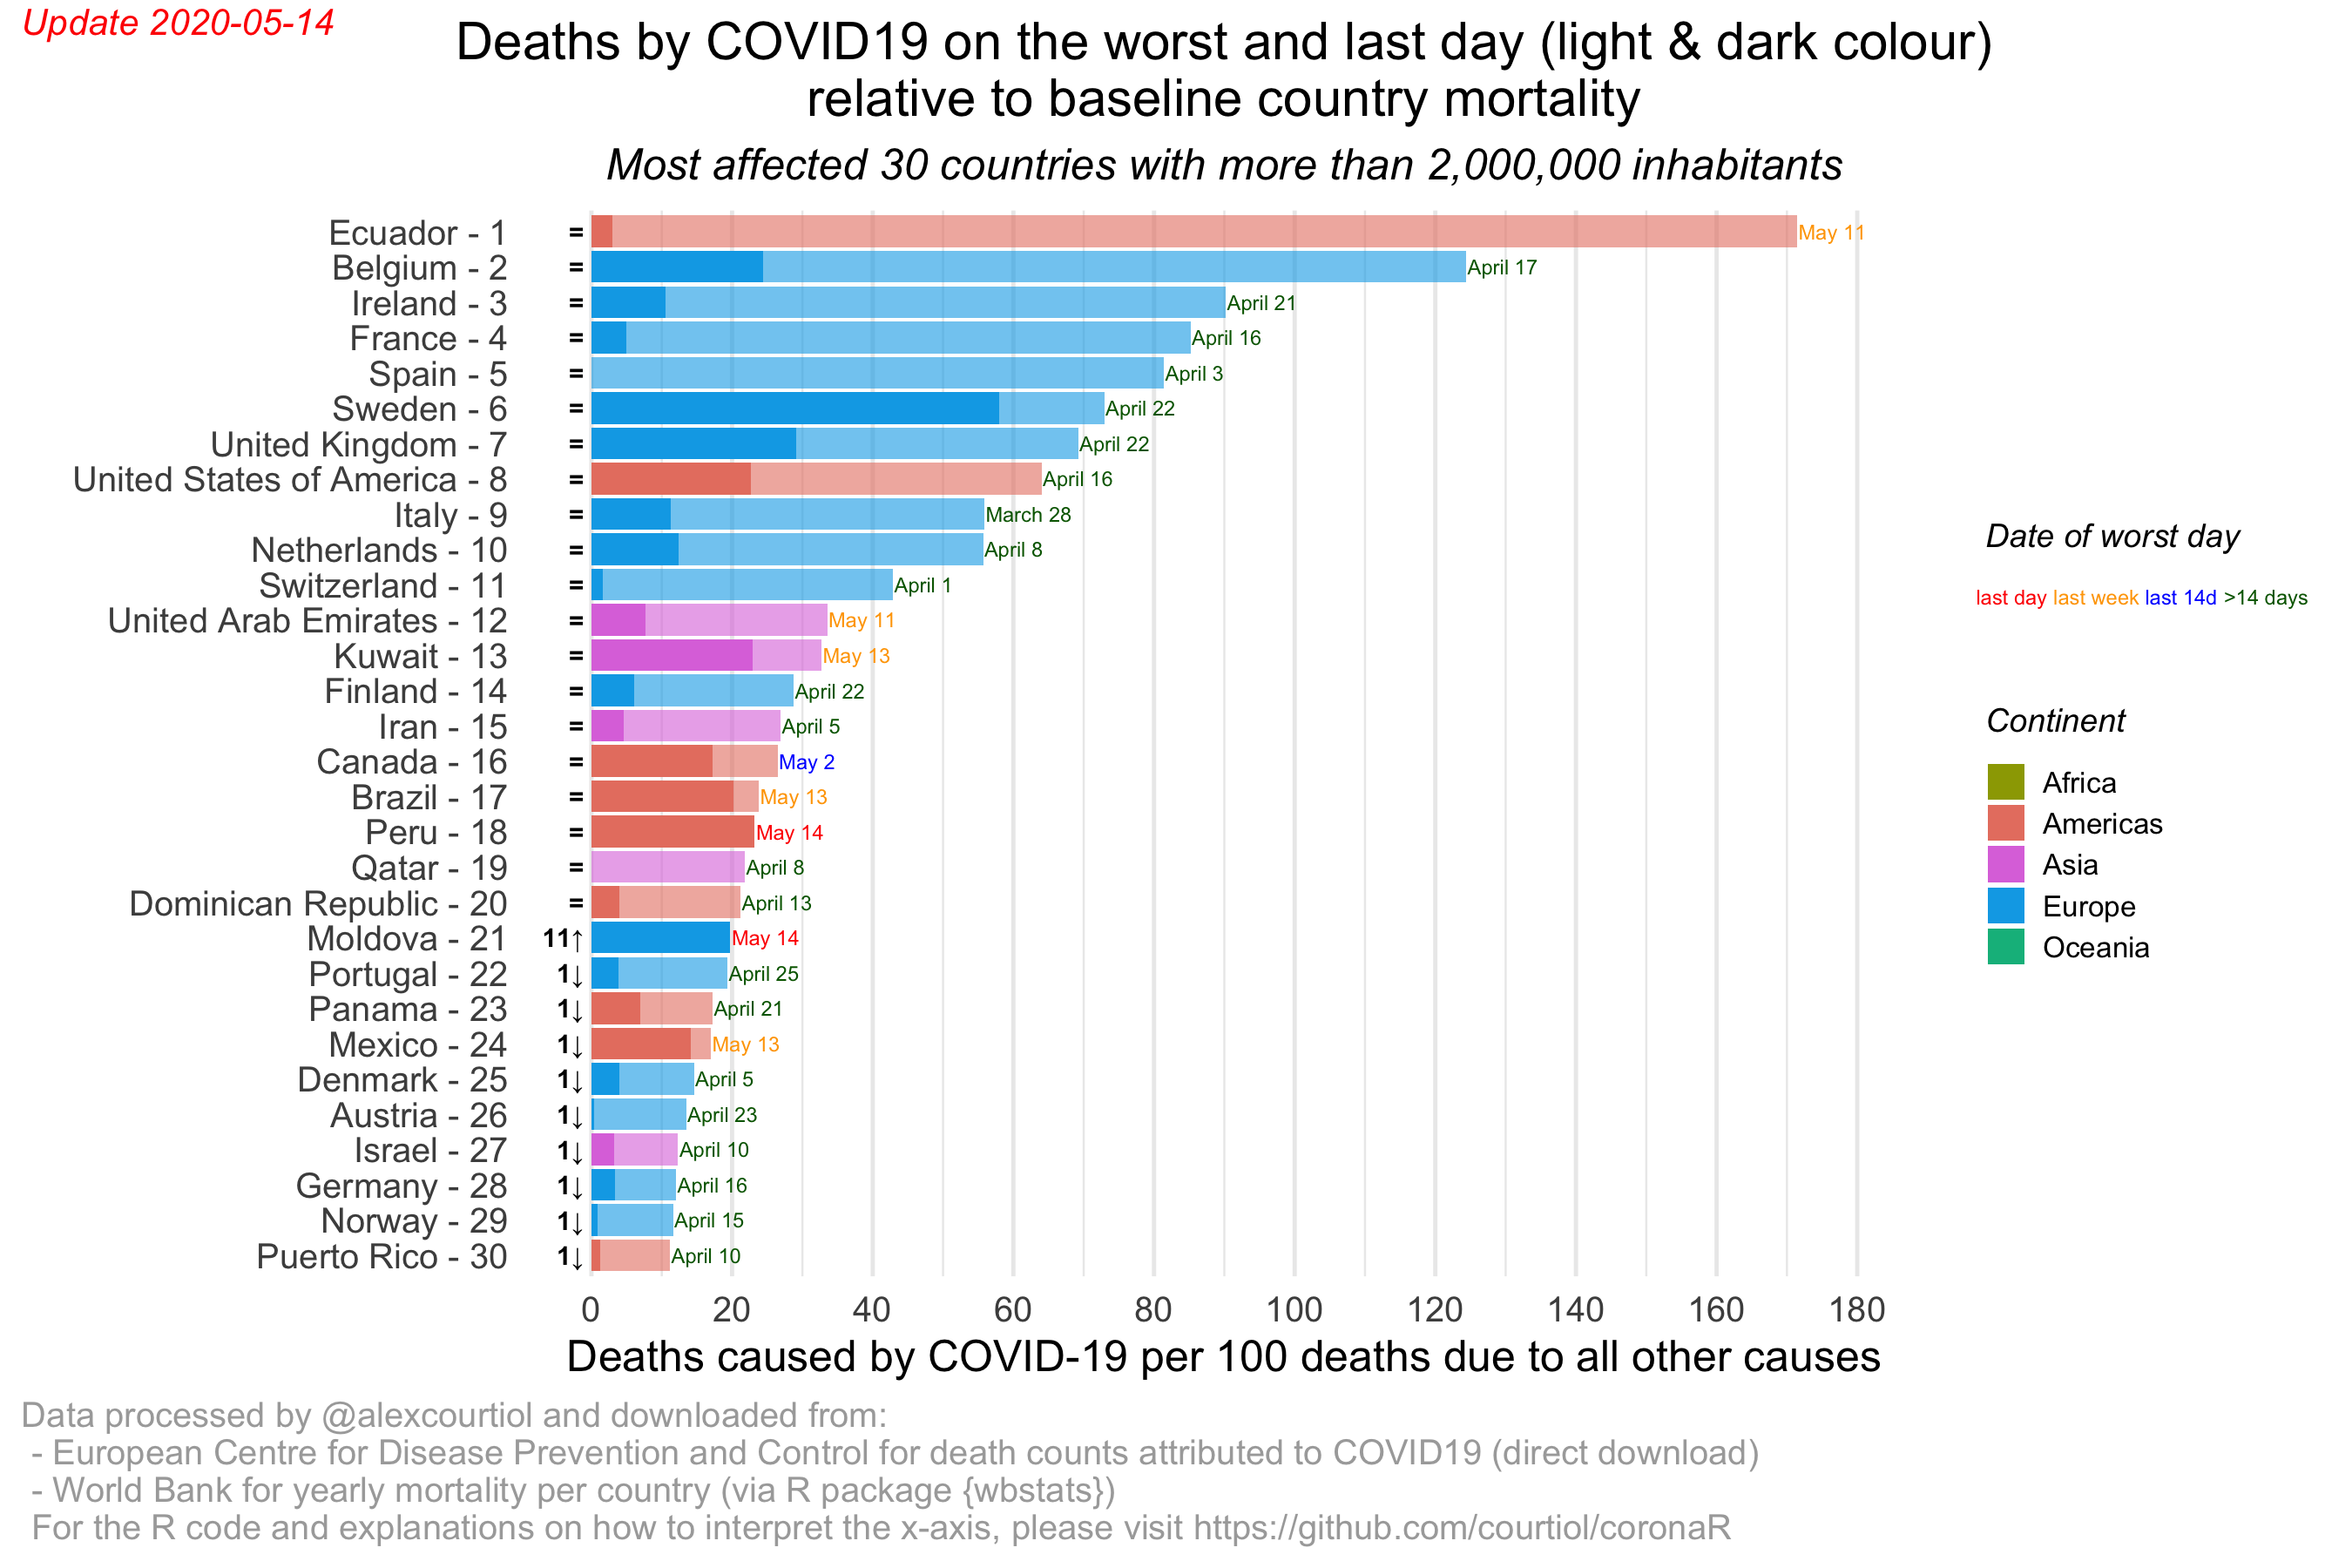 Update 2020-05-14
Deaths by COVID19 on the worst and last day (light & dark colour)
relative to baseline country mortality
Most affected 30 countries with more than 2,000,000 inhabitants
Ecuador - 1 = May 11
Belgium - 2 = April 17
Ireland - 3 = April 21
France - 4 = April 16
Spain - 5 = April 3
Sweden - 6 = April 22
United Kingdom - 7 = April 22
United States of America - 8 = April 16
Italy - 9 = March 28
Netherlands - 10 = April 8
Switzerland - 11 = April 1
United Arab Emirates - 12 = May 11
Kuwait - 13 = May 13
Finland - 14 = April 22
Iran - 15 = April 5
Canada - 16 = May 2
Brazil - 17 = May 13
Peru - 18 = May 14
Qatar - 19 = April 8
Dominican Republic - 20 = April 13
Moldova - 21 11↑ May 14
Portugal - 22 1↓ April 25
Panama - 23 1↓ April 21
Mexico - 24 1↓ May 13
Denmark - 25 1↓ April 5
Austria - 26 1↓ April 23
Israel - 27 1↓ April 10
Germany - 28 1↓ April 16
Norway - 29 1↓ April 15
Puerto Rico - 30 1↓ April 10
0 20 40 60 80 100 120 140 160 180
Deaths caused by COVID-19 per 100 deaths due to all other causes
Date of worst day
last day last week last 14d >14 days
Continent
Africa
Americas
Asia
Europe
Oceania
Data processed by @alexcourtiol and downloaded from:
- European Centre for Disease Prevention and Control for death counts attributed to COVID19 (direct download)
- World Bank for yearly mortality per country (via R package {wbstats})
For the R code and explanations on how to interpret the x-axis, please visit https://github.com/courtiol/coronaR